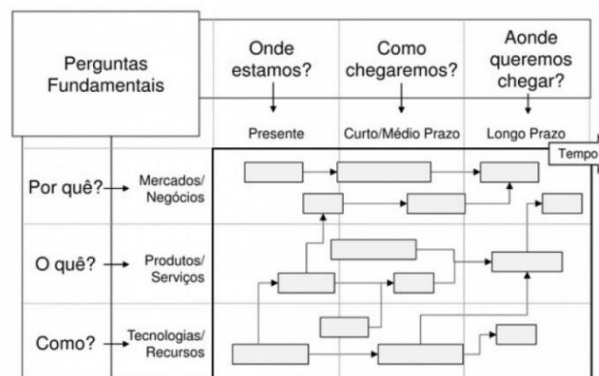 Perguntas
Fundamentais
Onde
estamos?
Como
chegaremos?
Aonde
queremos
chegar?
Presente
Curto/Médio Prazo
Longo Prazo
Tempo
Por quê?
Mercados/
Negócios
O quê?
Produtos/
Serviços
Como?
Tecnologias/
Recursos